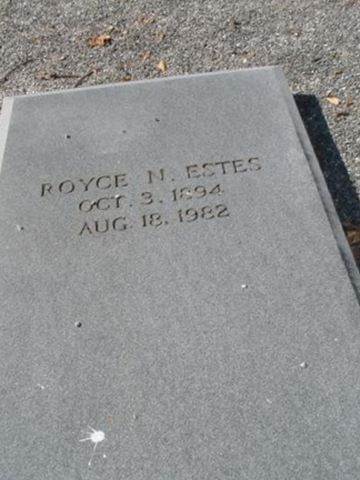 ROYCE N. ESTES
OCT. 3. 1894
AUG. 18. 1982